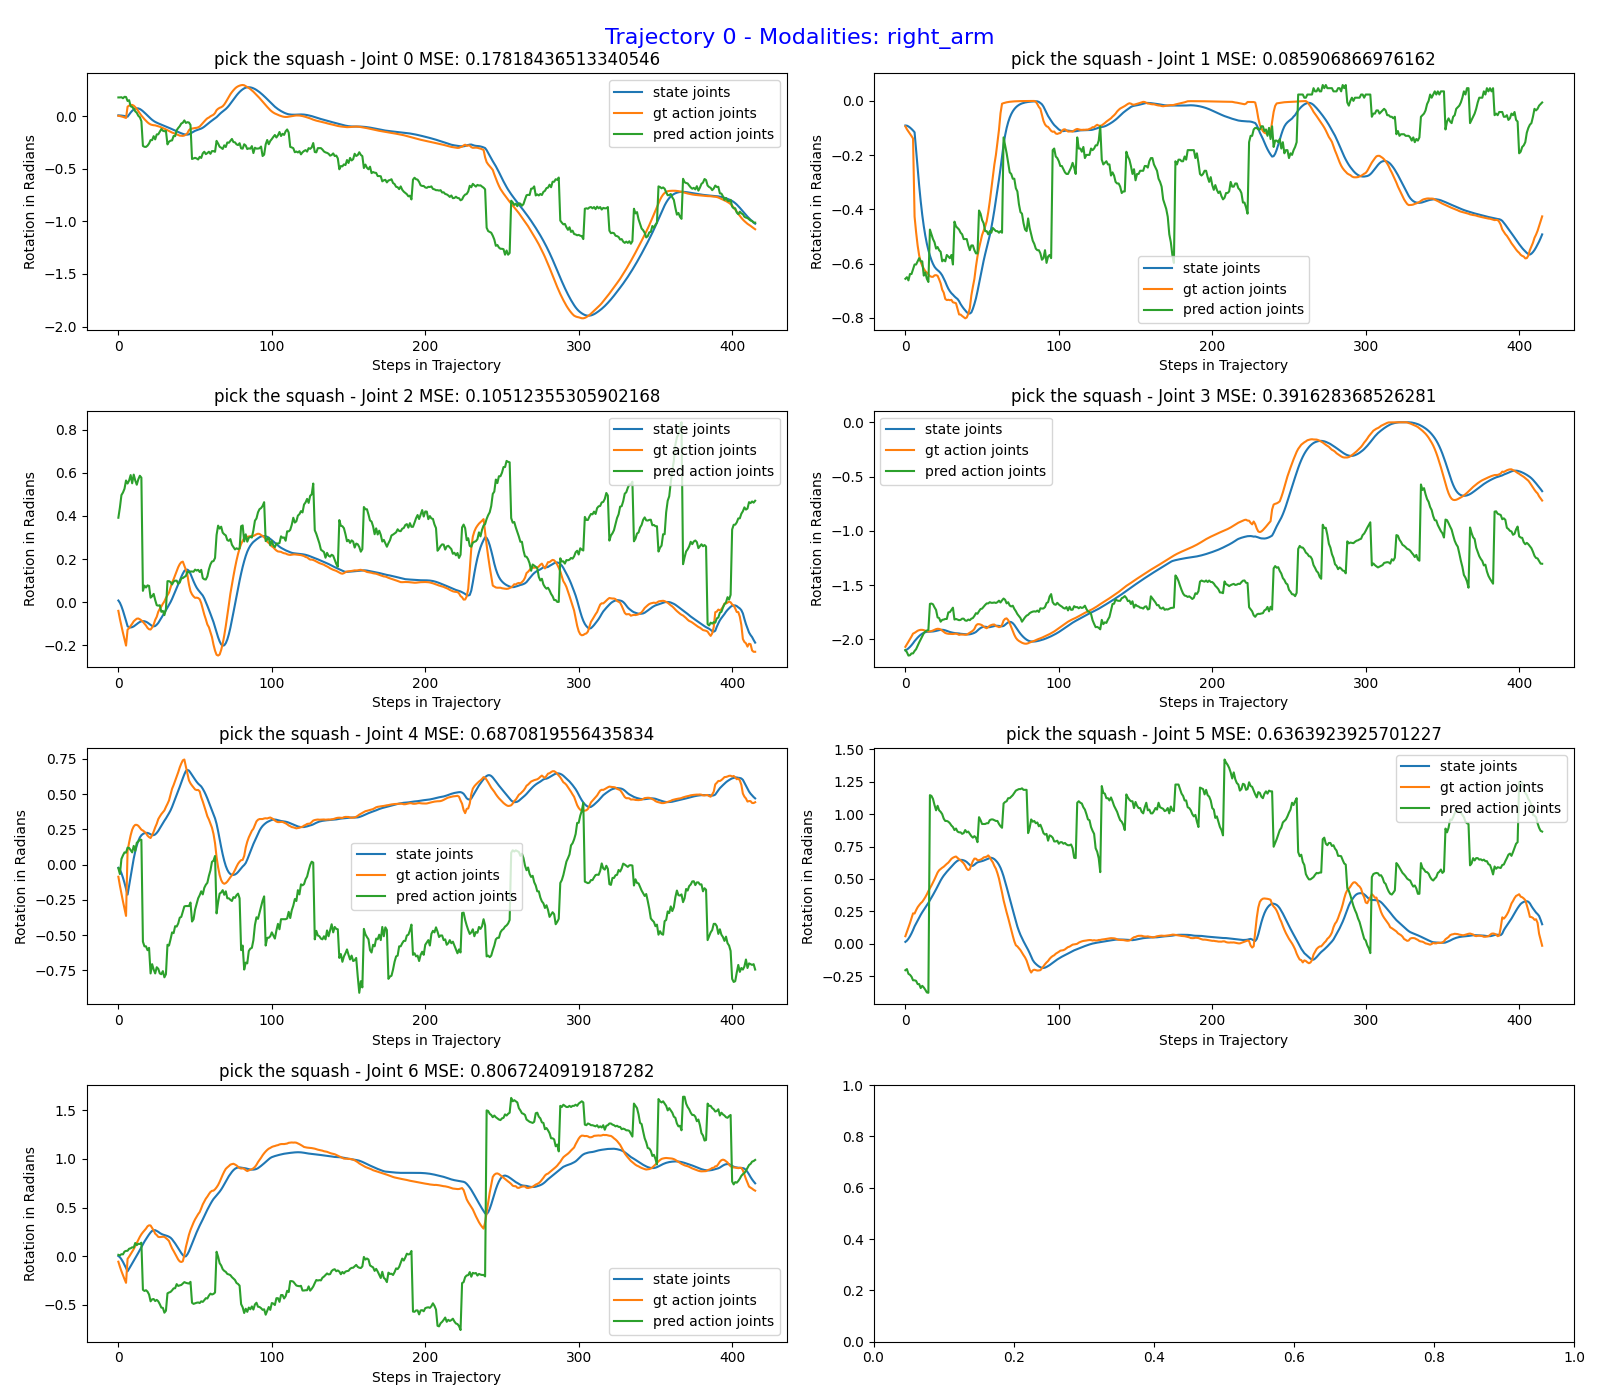 Trajectory 0 - Modalities: right_arm
pick the squash - Joint 0 MSE: 0.17818436513340546
Rotation in Radians
0.0
−0.5
−1.0
−1.5
−2.0
state joints
gt action joints
pred action joints
0 100 200 300 400
Steps in Trajectory
pick the squash - Joint 1 MSE: 0.085906866976162
Rotation in Radians
0.0
−0.2
−0.4
−0.6
−0.8
state joints
gt action joints
pred action joints
0 100 200 300 400
Steps in Trajectory
pick the squash - Joint 2 MSE: 0.10512355305902168
Rotation in Radians
0.8
0.6
0.4
0.2
0.0
−0.2
state joints
gt action joints
pred action joints
0 100 200 300 400
Steps in Trajectory
pick the squash - Joint 3 MSE: 0.391628368526281
Rotation in Radians
0.0
−0.5
−1.0
−1.5
−2.0
state joints
gt action joints
pred action joints
0 100 200 300 400
Steps in Trajectory
pick the squash - Joint 4 MSE: 0.6870819556435834
Rotation in Radians
0.75
0.50
0.25
0.00
−0.25
−0.50
−0.75
state joints
gt action joints
pred action joints
0 100 200 300 400
Steps in Trajectory
pick the squash - Joint 5 MSE: 0.6363923925701227
Rotation in Radians
1.50
1.25
1.00
0.75
0.50
0.25
0.00
−0.25
state joints
gt action joints
pred action joints
0 100 200 300 400
Steps in Trajectory
pick the squash - Joint 6 MSE: 0.8067240919187282
Rotation in Radians
1.5
1.0
0.5
0.0
−0.5
state joints
gt action joints
pred action joints
0 100 200 300 400
Steps in Trajectory
1.0
0.8
0.6
0.4
0.2
0.0
0.0 0.2 0.4 0.6 0.8 1.0